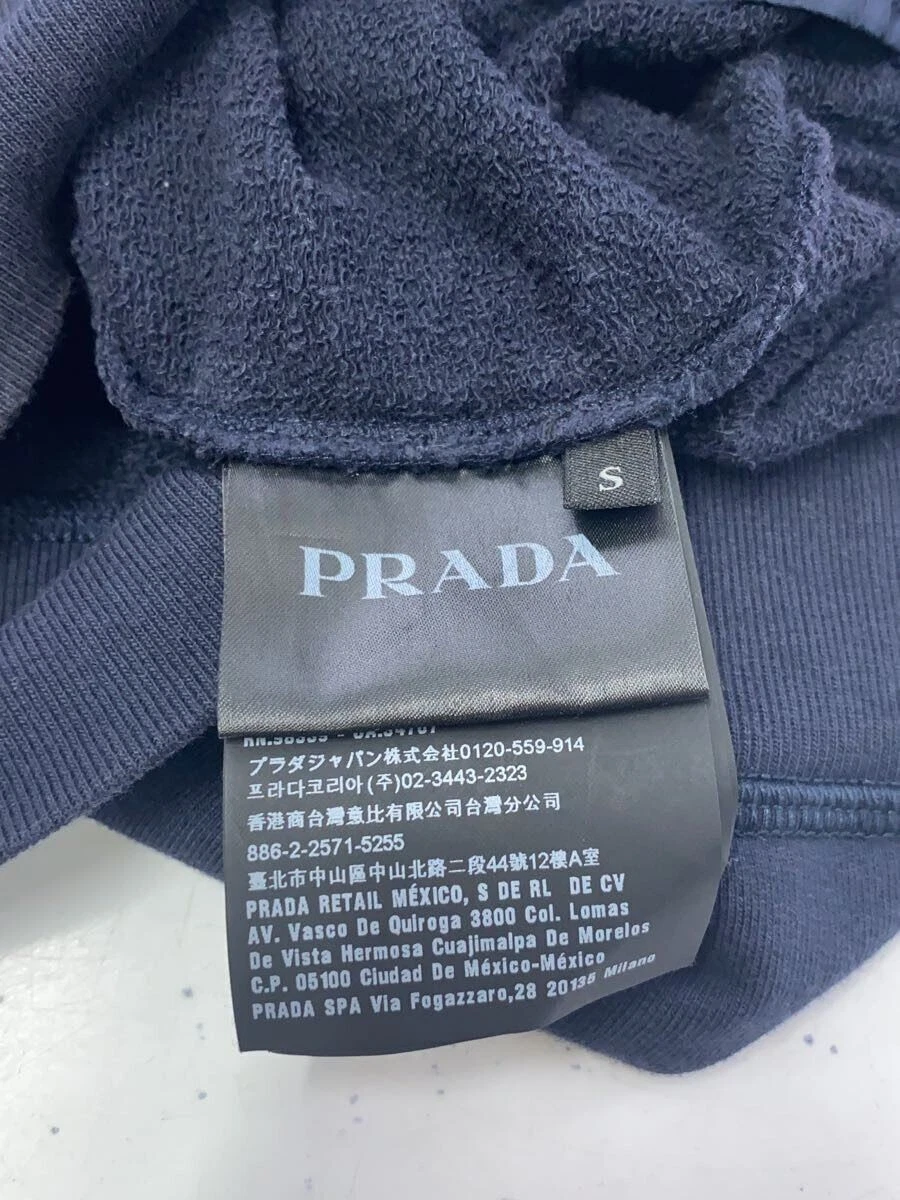 S
PRADA
RN.98339 - CA.34707
プラダジャパン株式会社0120-559-914
프라다코리아(주)02-3443-2323
香港商台灣意比有限公司台灣分公司
886-2-2571-5255
臺北市中山區中山北路二段44號12樓A室
PRADA RETAIL MÉXICO, S DE RL DE CV
AV. Vasco De Quiroga 3800 Col. Lomas
De Vista Hermosa Cuajimalpa De Morelos
C.P. 05100 Ciudad De México-México
PRADA SPA Via Fogazzaro,28 20135 Milano